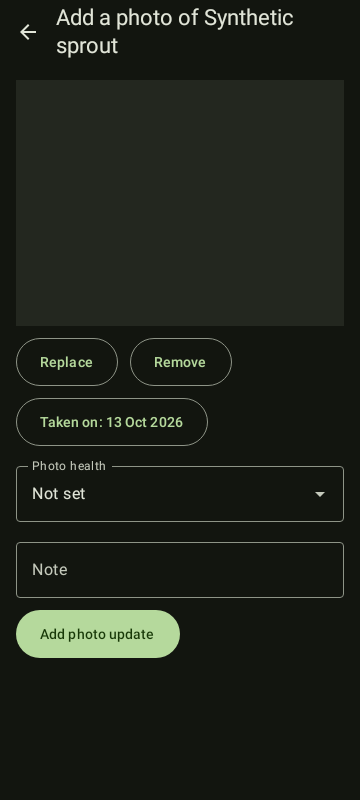 Add a photo of Synthetic
sprout
Replace
Remove
Taken on: 13 Oct 2026
Photo health
Not set
Note
Add photo update